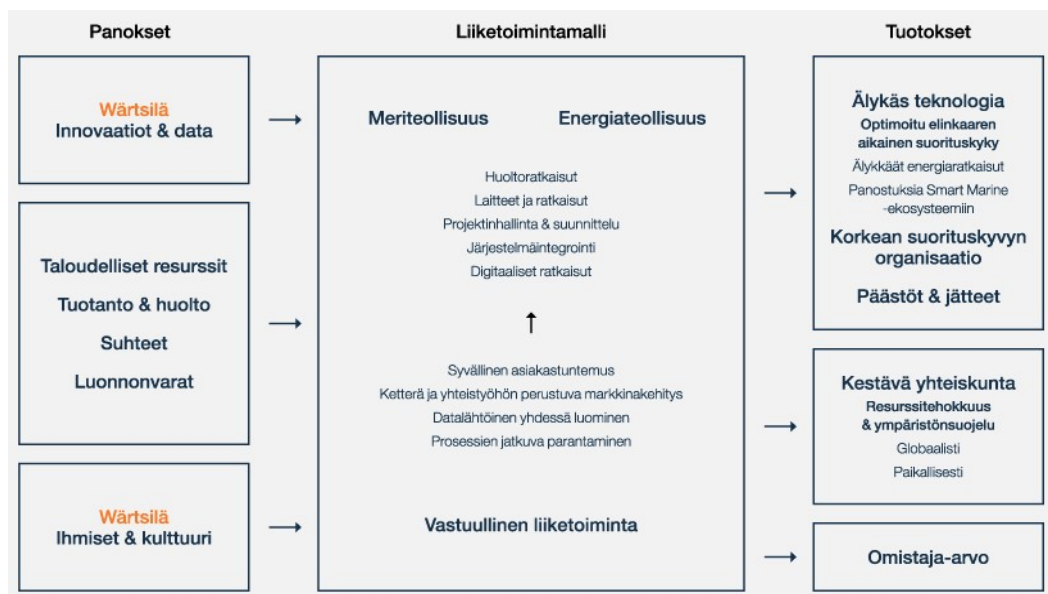 Panokset
Wärtsilä
Innovaatiot & data
Taloudelliset resurssit
Tuotanto & huolto
Suhteet
Luonnonvarat
Wärtsilä
Ihmiset & kulttuuri
Liiketoimintamalli
Meriteollisuus
Energiateollisuus
Huoltoratkaisut
Laitteet ja ratkaisut
Projektinhallinta & suunnittelu
Järjestelmäintegrointi
Digitaaliset ratkaisut
Syvällinen asiakastuntemus
Ketterä ja yhteistyöhön perustuva markkinakehitys
Datalähtöinen yhdessä luominen
Prosessien jatkuva parantaminen
Vastuullinen liiketoiminta
Tuotokset
Älykäs teknologia
Optimoitu elinkaaren
aikainen suorituskyky
Älykkäät energiaratkaisut
Panostuksia Smart Marine
-ekosysteemiin
Korkean suorituskyvyn
organisaatio
Päästöt & jätteet
Kestävä yhteiskunta
Resurssitehokkuus
& ympäristönsuojelu
Globaalisti
Paikallisesti
Omistaja-arvo